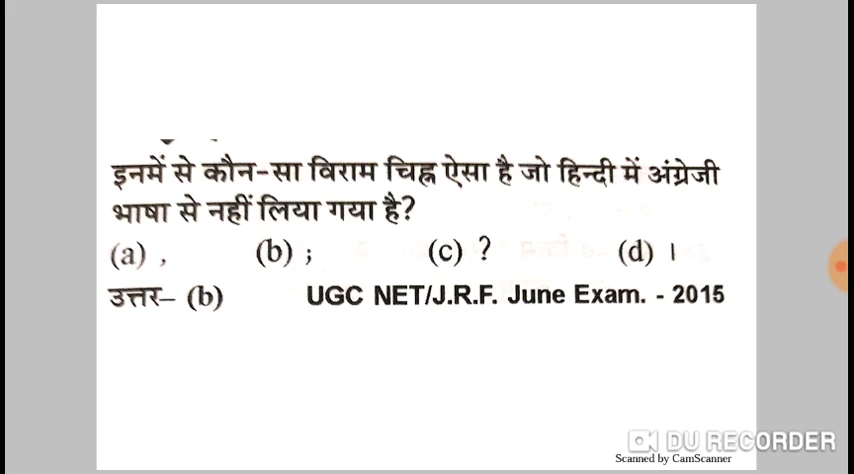 इनमें से कौन-सा विराम चिह्न ऐसा है जो हिन्दी में अंग्रेजी
भाषा से नहीं लिया गया है?
(a) , (b) ; (c) ? (d) ।
उत्तर– (b) UGC NET/J.R.F. June Exam. - 2015
DU RECORDER
Scanned by CamScanner